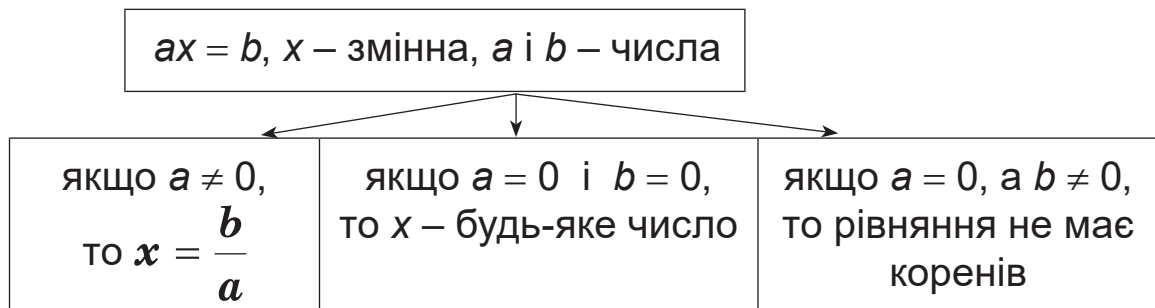 ax = b, x – змінна, a і b – числа
якщо a ≠ 0,
то x = b/a
якщо a = 0 і b = 0,
то x – будь-яке число
якщо a = 0, а b ≠ 0,
то рівняння не має
коренів